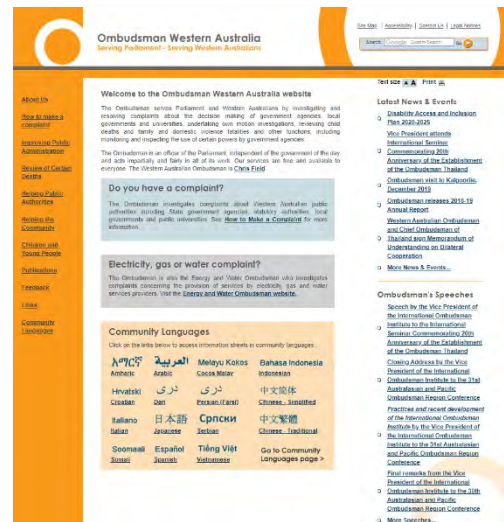 Ombudsman Western Australia
Serving Parliament - Serving Western Australians
Site Map | Accessibility | Contact Us | Legal Notices
Search
Go
Text size A A Print
About Us
How to make a
complaint
Improving Public
Administration
Review of Certain
Deaths
Helping Public
Authorities
Helping the
Community
Children and
Young People
Publications
Feedback
Links
Community
Languages
Welcome to the Ombudsman Western Australia website
The Ombudsman serves Parliament and Western Australians by investigating and
resolving complaints about the decision making of government agencies, local
governments and universities, undertaking own motion investigations, reviewing child
deaths and family and domestic violence fatalities and other functions, including
monitoring and inspecting the use of certain powers by government agencies.
The Ombudsman is an officer of the Parliament, independent of the government of the day
and acts impartially and fairly in all of its work. Our services are free and available to
everyone. The Western Australian Ombudsman is Chris Field.
Do you have a complaint?
The Ombudsman investigates complaints about Western Australian public
authorities including State government agencies, statutory authorities, local
governments and public universities. See How to Make a Complaint for more
information.
Electricity, gas or water complaint?
The Ombudsman is also the Energy and Water Ombudsman who investigates
complaints concerning the provision of services by electricity, gas and water
services providers. Visit the Energy and Water Ombudsman website.
Community Languages
Click on the links below to access information sheets in community languages.
አማርኛ العربية Melayu Kokos Bahasa Indonesia
Amharic Arabic Cocos Malay Indonesian
Hrvatski دری فارسی 中文简体
Croatian Dari Persian (Farsi) Chinese - Simplified
Italiano 日本語 Српски 中文繁體
Italian Japanese Serbian Chinese - Traditional
Soomaali Español Tiếng Việt Go to Community
Somali Spanish Vietnamese Languages page >
Latest News & Events
Disability Access and Inclusion
Plan 2020-2025
Vice President attends
International Seminar
Commemorating 20th
Anniversary of the Establishment
of the Ombudsman Thailand
Ombudsman visit to Kalgoorlie,
December 2019
Ombudsman releases 2018-19
Annual Report
Western Australian Ombudsman
and Chief Ombudsman of
Thailand sign Memorandum of
Understanding on Bilateral
Cooperation
More News & Events...
Ombudsman's Speeches
Speech by the Vice President of
the International Ombudsman
Institute to the International
Seminar Commemorating 20th
Anniversary of the Establishment
of the Ombudsman Thailand
Closing Address by the Vice
President of the International
Ombudsman Institute to the 31st
Australasian and Pacific
Ombudsman Region Conference
Practices and recent development
of the International Ombudsman
Institute by the Vice President of
the International Ombudsman
Institute to the 31st Australasian
and Pacific Ombudsman Region
Conference
Final remarks from the Vice
President of the International
Ombudsman Institute to the 30th
Australasian and Pacific
Ombudsman Region Conference
More Speeches...